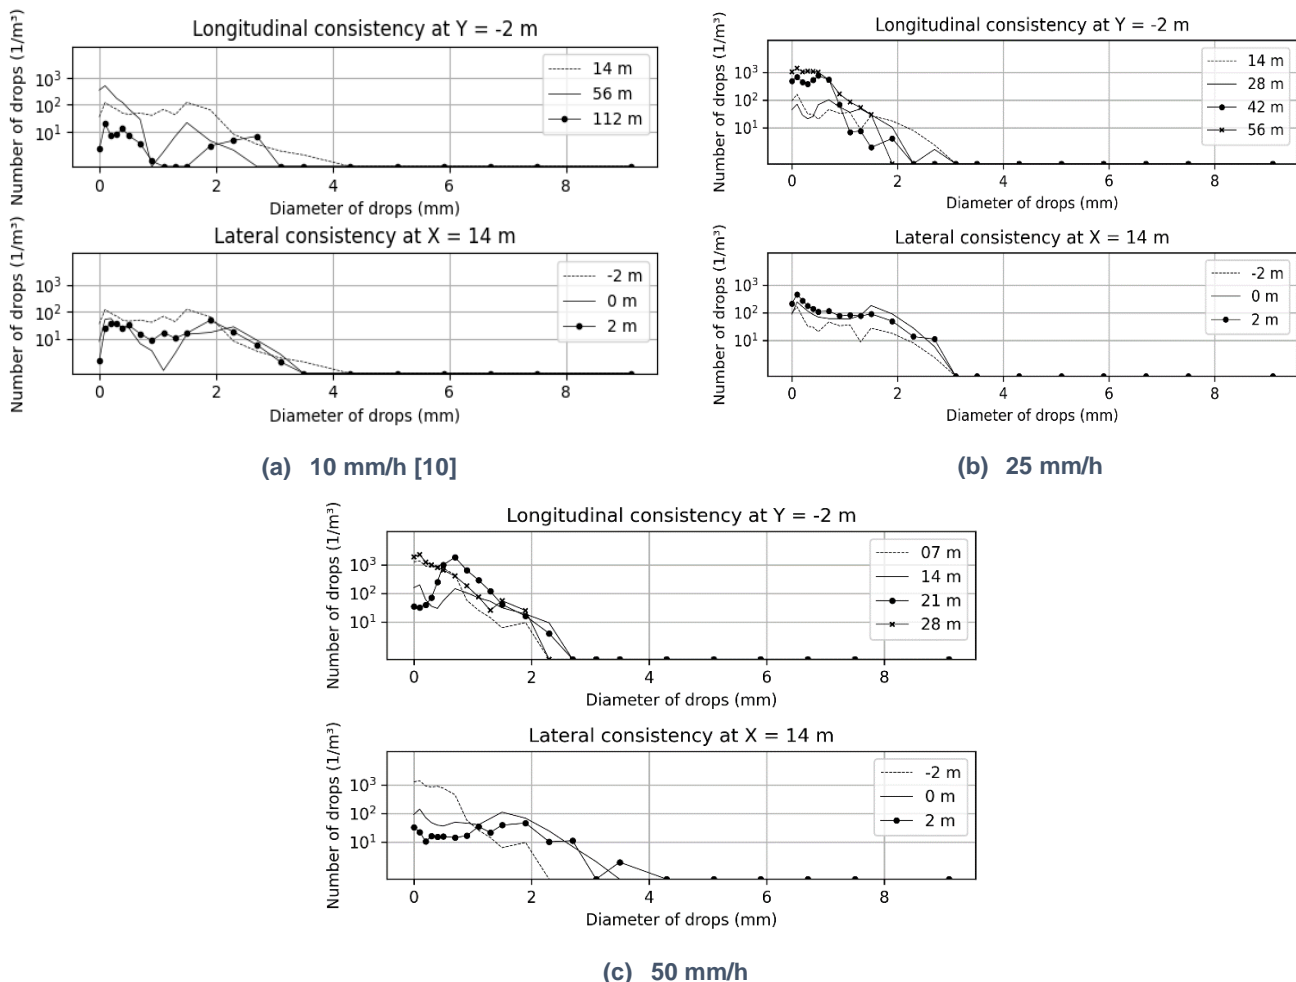 Longitudinal consistency at Y = -2 m
Number of drops (1/m³)
10³
10²
10¹
14 m
56 m
112 m
0 2 4 6 8
Diameter of drops (mm)
Lateral consistency at X = 14 m
Number of drops (1/m³)
10³
10²
10¹
-2 m
0 m
2 m
0 2 4 6 8
Diameter of drops (mm)
(a) 10 mm/h [10]
Longitudinal consistency at Y = -2 m
Number of drops (1/m³)
10³
10²
10¹
14 m
28 m
42 m
56 m
0 2 4 6 8
Diameter of drops (mm)
Lateral consistency at X = 14 m
Number of drops (1/m³)
10³
10²
10¹
-2 m
0 m
2 m
0 2 4 6 8
Diameter of drops (mm)
(b) 25 mm/h
Longitudinal consistency at Y = -2 m
Number of drops (1/m³)
10³
10²
10¹
07 m
14 m
21 m
28 m
0 2 4 6 8
Diameter of drops (mm)
Lateral consistency at X = 14 m
Number of drops (1/m³)
10³
10²
10¹
-2 m
0 m
2 m
0 2 4 6 8
Diameter of drops (mm)
(c) 50 mm/h